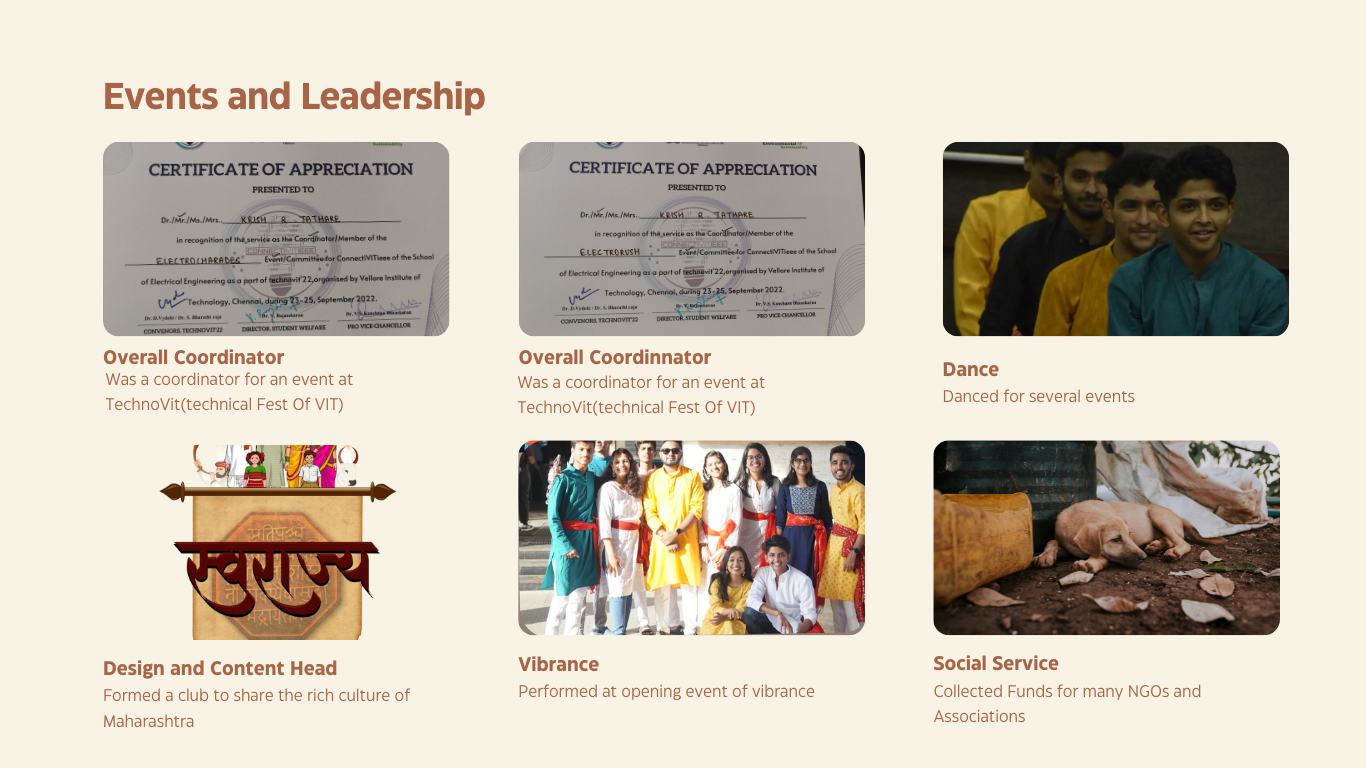 Events and Leadership
CERTIFICATE OF APPRECIATION
PRESENTED TO
Dr./Mr./Ms./Mrs. KRISH R. TATHARE
in recognition of the service as the Coordinator/Member of the
ELECTROCHARADES Event/Committee for ConnectiVITieee of the School
of Electrical Engineering as a part of technovit'22,organised by Vellore Institute of
Technology, Chennai, during 23-25, September 2022.
CONVENORS, TECHNOVIT'22
DIRECTOR, STUDENT WELFARE
PRO VICE-CHANCELLOR
CERTIFICATE OF APPRECIATION
PRESENTED TO
Dr./Mr./Ms./Mrs. KRISH R. TATHARE
in recognition of the service as the Coordinator/Member of the
ELECTRORUSH Event/Committee for ConnectiVITieee of the School
of Electrical Engineering as a part of technovit'22,organised by Vellore Institute of
Technology, Chennai, during 23-25, September 2022.
CONVENORS, TECHNOVIT'22
DIRECTOR, STUDENT WELFARE
PRO VICE-CHANCELLOR
Overall Coordinator
Was a coordinator for an event at
TechnoVit(technical Fest Of VIT)
Overall Coordinnator
Was a coordinator for an event at
TechnoVit(technical Fest Of VIT)
Dance
Danced for several events
स्वराज्य
Design and Content Head
Formed a club to share the rich culture of
Maharashtra
Vibrance
Performed at opening event of vibrance
Social Service
Collected Funds for many NGOs and
Associations